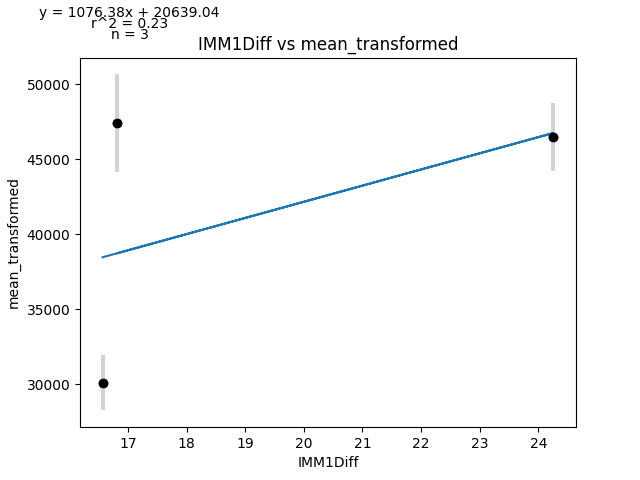 y = 1076.38x + 20639.04
r^2 = 0.23
n = 3
IMM1Diff vs mean_transformed
50000
45000
40000
35000
30000
mean_transformed
17 18 19 20 21 22 23 24
IMM1Diff